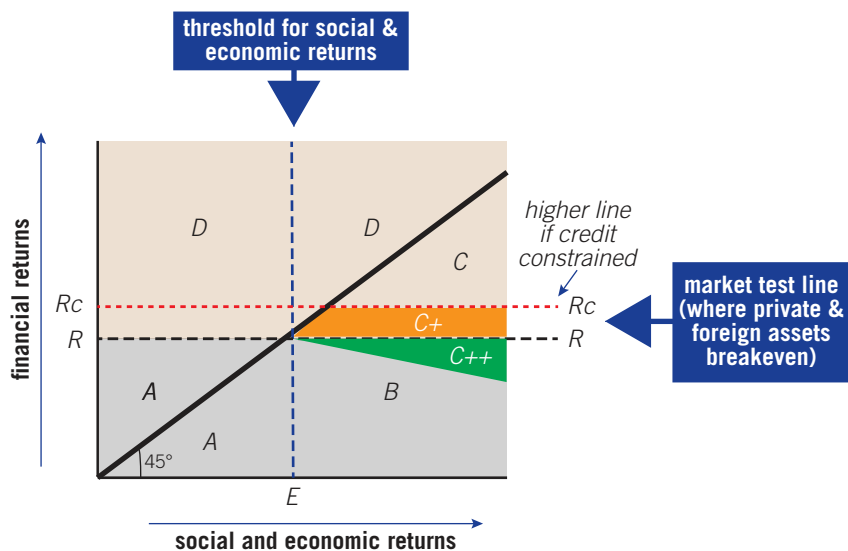 threshold for social &
economic returns
financial returns
D
D
C
higher line
if credit
constrained
Rc
Rc
C+
R
R
C++
market test line
(where private &
foreign assets
breakeven)
A
B
A
45°
E
social and economic returns